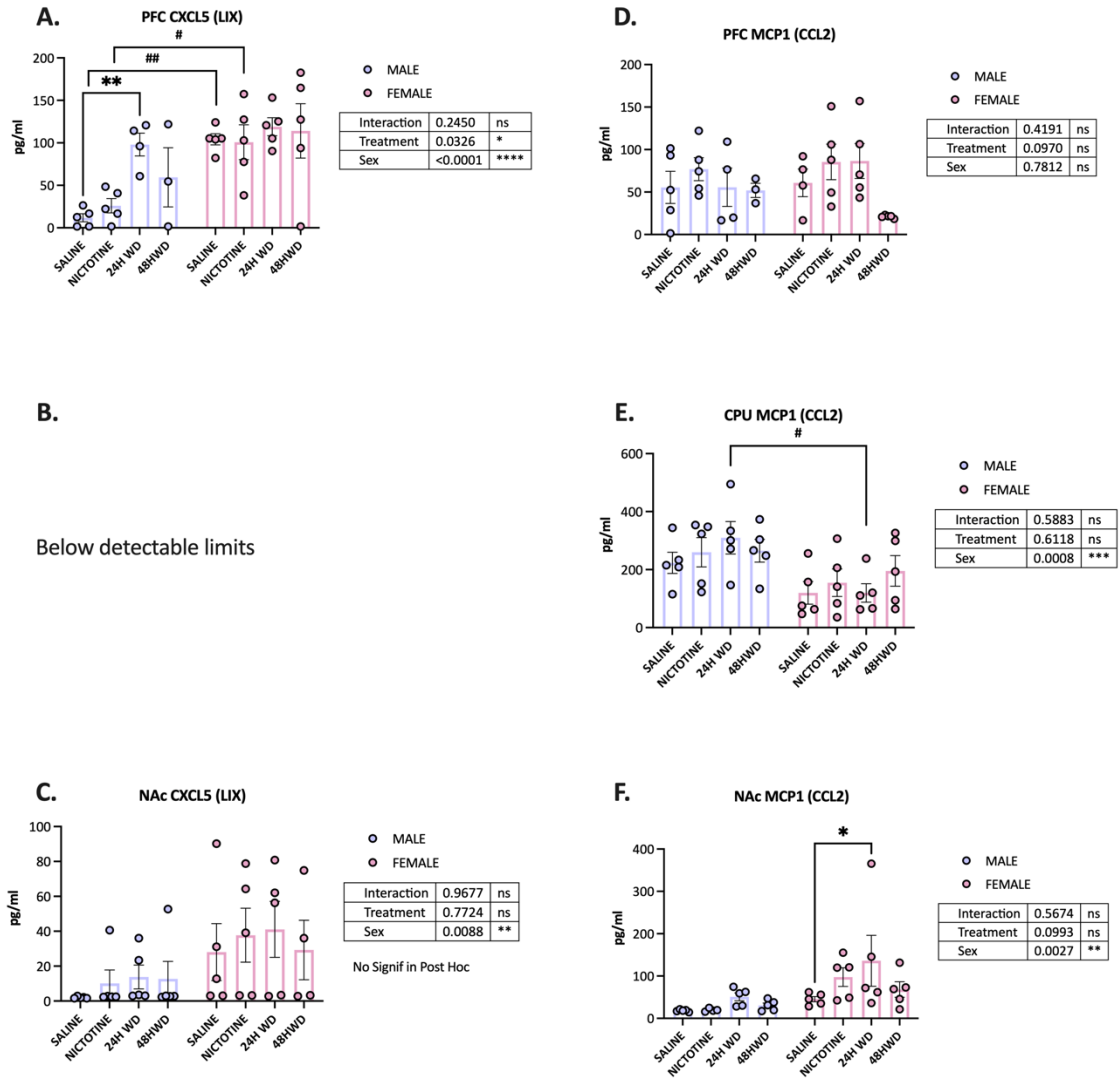 A.
PFC CXCL5 (LIX)
#
##
**
pg/ml
200
150
100
50
0
SALINE
NICTOTINE
24H WD
48HWD
SALINE
NICTOTINE
24H WD
48HWD
MALE
FEMALE
Interaction 0.2450 ns
Treatment 0.0326 *
Sex <0.0001 ****
D.
PFC MCP1 (CCL2)
pg/ml
200
150
100
50
0
SALINE
NICTOTINE
24H WD
48HWD
SALINE
NICTOTINE
24H WD
48HWD
MALE
FEMALE
Interaction 0.4191 ns
Treatment 0.0970 ns
Sex 0.7812 ns
B.
Below detectable limits
E.
CPU MCP1 (CCL2)
#
pg/ml
600
400
200
0
SALINE
NICTOTINE
24H WD
48HWD
SALINE
NICTOTINE
24H WD
48HWD
MALE
FEMALE
Interaction 0.5883 ns
Treatment 0.6118 ns
Sex 0.0008 ***
C.
NAc CXCL5 (LIX)
pg/ml
100
80
60
40
20
0
SALINE
NICTOTINE
24H WD
48HWD
SALINE
NICTOTINE
24H WD
48HWD
MALE
FEMALE
Interaction 0.9677 ns
Treatment 0.7724 ns
Sex 0.0088 **
No Signif in Post Hoc
F.
NAc MCP1 (CCL2)
*
pg/ml
400
300
200
100
0
SALINE
NICTOTINE
24H WD
48HWD
SALINE
NICTOTINE
24H WD
48HWD
MALE
FEMALE
Interaction 0.5674 ns
Treatment 0.0993 ns
Sex 0.0027 **